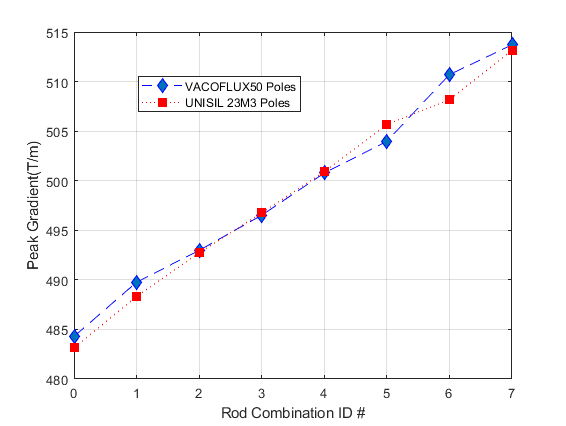 515
510
505
500
495
490
485
480
Peak Gradient(T/m)
VACOFLUX50 Poles
UNISIL 23M3 Poles
0 1 2 3 4 5 6 7
Rod Combination ID #